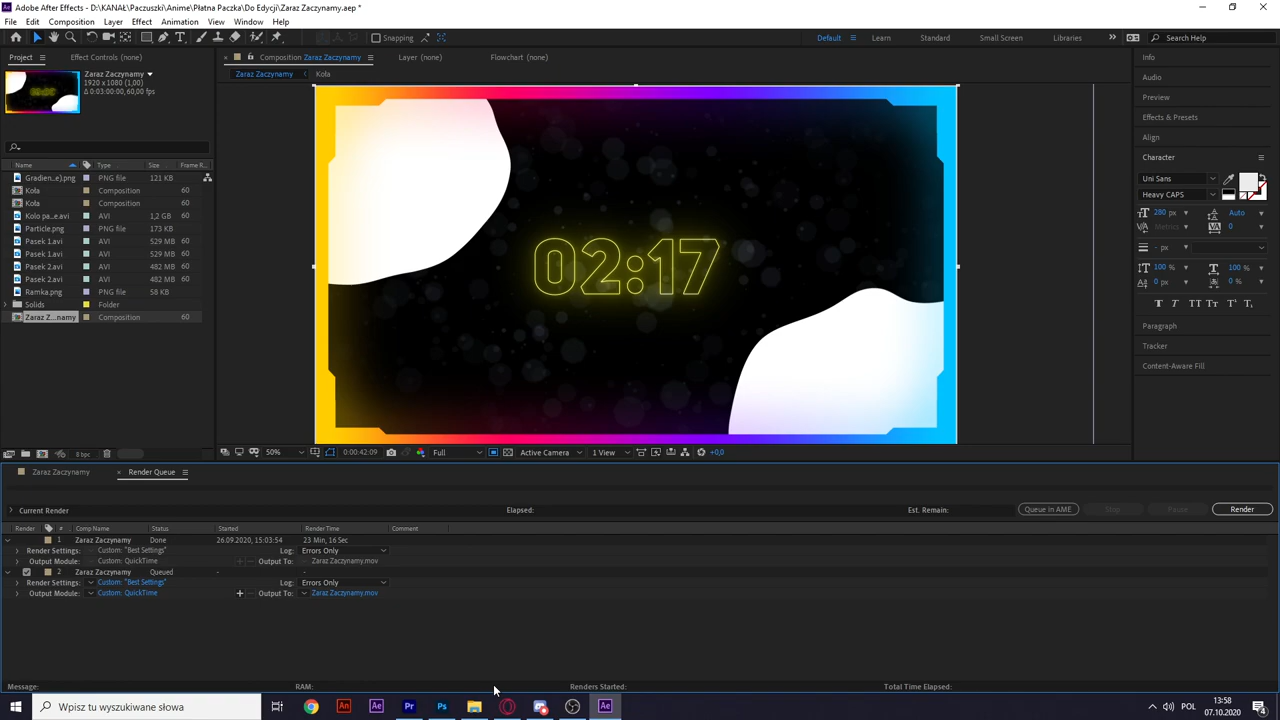 Adobe After Effects - D:\KANAŁ\Paczuszki\Anime\Płatna Paczka\Do Edycji\Zaraz Zaczynamy.aep *
File Edit Composition Layer Effect Animation View Window Help
Snapping Default Learn Standard Small Screen Libraries Search Help
Project Effect Controls (none) Composition Zaraz Zaczynamy Layer (none) Flowchart (none) Info
Zaraz Zaczynamy Zaraz Zaczynamy Koła
1920 x 1080 (1,00)
Δ 0:03:00:00, 60,00 fps
Audio
Preview
Effects & Presets
Align
Character
Name Type Size Frame R...
Gradien...e}.png PNG file 121 KB
Koła Composition 60
Koła Composition 60
Kolo pa...e.avi AVI 1,2 GB 60
Particle.png PNG file 173 KB
Pasek 1.avi AVI 529 MB 60
Pasek 1.avi AVI 529 MB 60
Pasek 2.avi AVI 482 MB 60
Pasek 2.avi AVI 482 MB 60
Ramka.png PNG file 58 KB
Solids Folder
Zaraz Z...namy Composition 60
02:17
Uni Sans
Heavy CAPS
280 px Auto
Metrics 0
- px
100 % 100 %
0 px 0 %
T T TT Tt T¹ T₁
Paragraph
Tracker
Content-Aware Fill
8 bpc 50% 0:00:42:09 Full Active Camera 1 View +0,0
Zaraz Zaczynamy Render Queue
Current Render Elapsed: Est. Remain: Queue in AME Stop Pause Render
Render # Comp Name Status Started Render Time Comment
1 Zaraz Zaczynamy Done 26.09.2020, 15:03:54 23 Min, 16 Sec
Render Settings: Custom: "Best Settings" Log: Errors Only
Output Module: Custom: QuickTime Output To: Zaraz Zaczynamy.mov
2 Zaraz Zaczynamy Queued - -
Render Settings: Custom: "Best Settings" Log: Errors Only
Output Module: Custom: QuickTime Output To: Zaraz Zaczynamy.mov
Message: RAM: Renders Started: Total Time Elapsed:
Wpisz tu wyszukiwane słowa An Ae Pr Ps Ae POL 13:58
07.10.2020